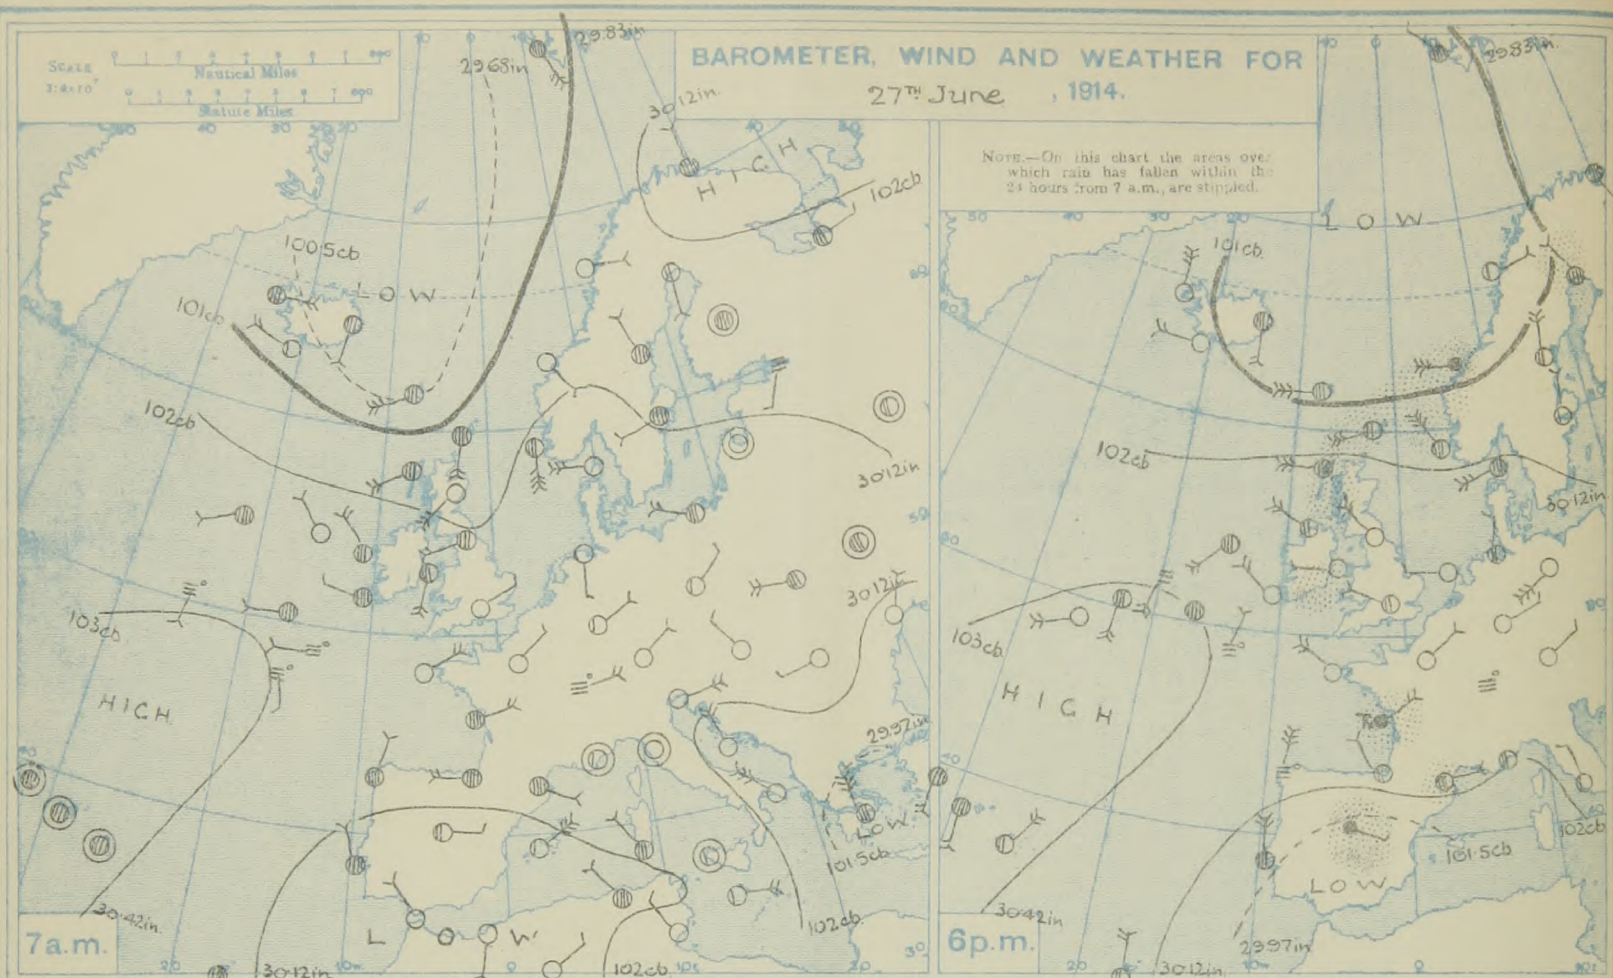 BAROMETER, WIND AND WEATHER FOR
27TH June, 1914.
SCALE
Nautical Miles
Statute Miles
NOTE.—On this chart the areas over
which rain has fallen within the
24 hours from 7 a.m., are stippled.
29.83in
29.68in
30.12in.
HIGH
102cb
100.5cb
LOW
101cb
102cb
30.12in
103cb
30.12in
HIGH
29.97in
LOW
101.5cb
30.42in.
102cb.
LOW
7a.m.
30.12in
102cb
29.83in.
LOW
101cb.
102cb
30.12in
103cb
HIGH
102cb
101.5cb
LOW
30.42in
29.97in
6p.m.
30.12in